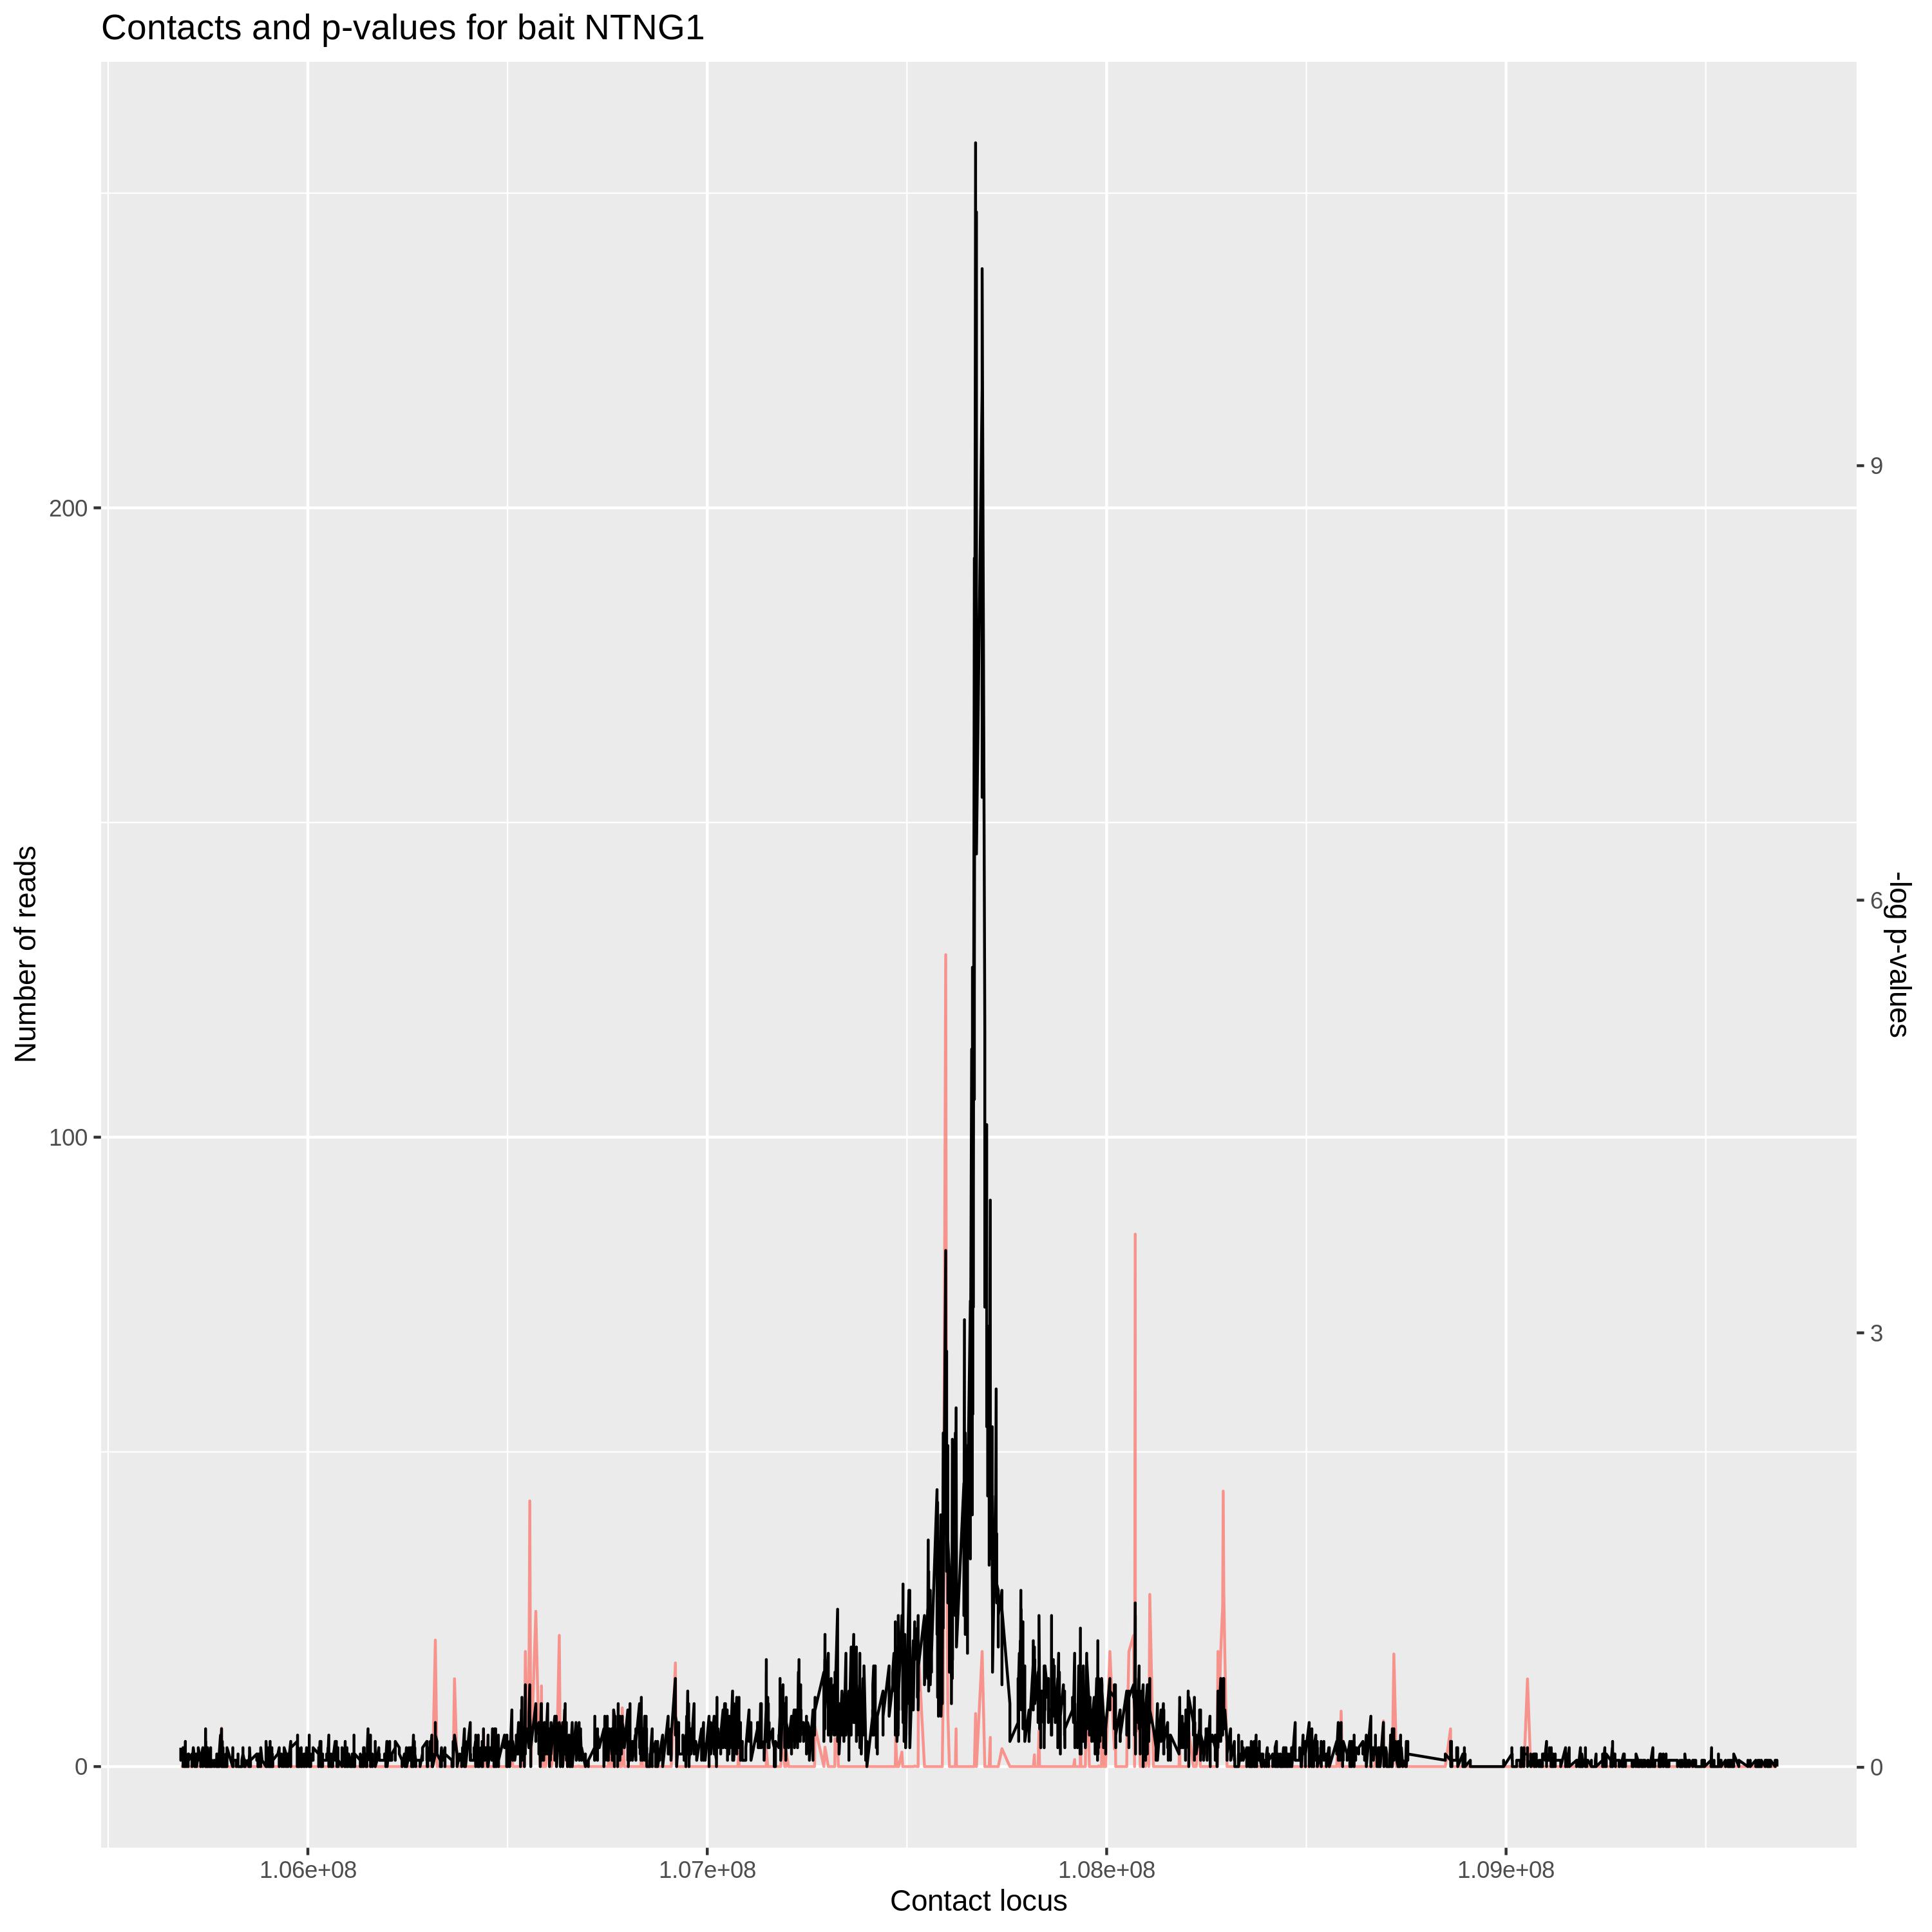 Contacts and p-values for bait NTNG1
Number of reads
200
100
0
9
6
3
0
-log p-values
1.06e+08
1.07e+08
1.08e+08
1.09e+08
Contact locus